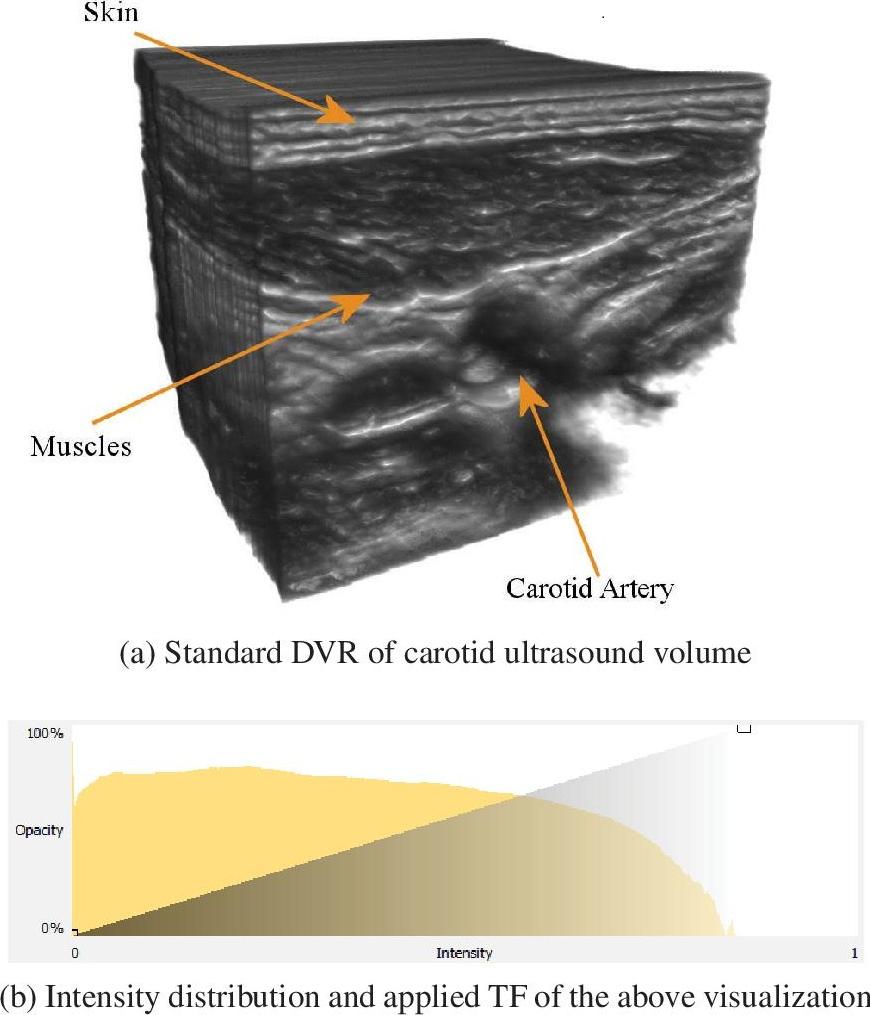 Skin
Muscles
Carotid Artery
(a) Standard DVR of carotid ultrasound volume
100%
Opacity
0%
0 Intensity 1
(b) Intensity distribution and applied TF of the above visualization